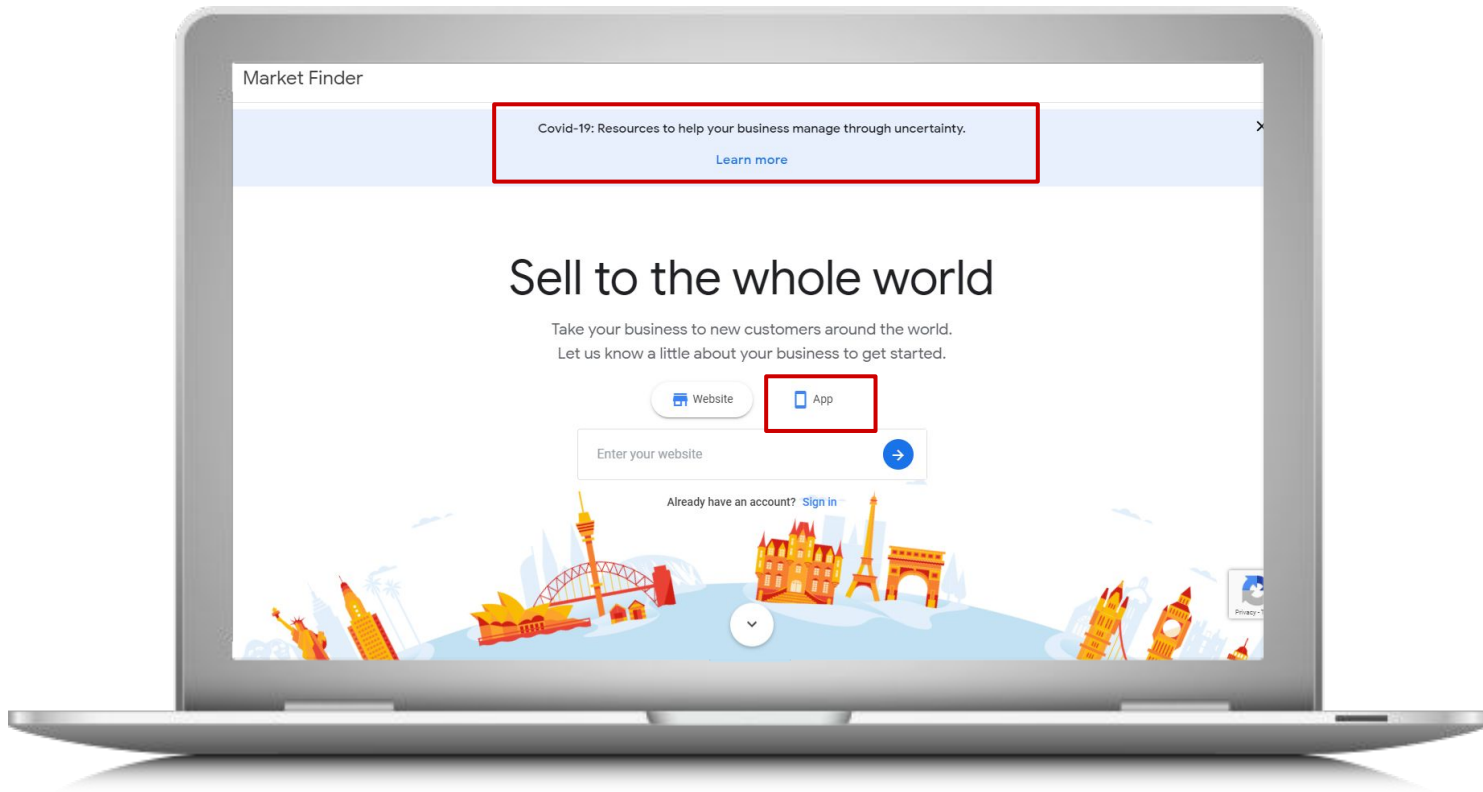 Market Finder
Covid-19: Resources to help your business manage through uncertainty.
Learn more
Sell to the whole world
Take your business to new customers around the world.
Let us know a little about your business to get started.
Website
App
Enter your website
Already have an account? Sign in
Privacy -